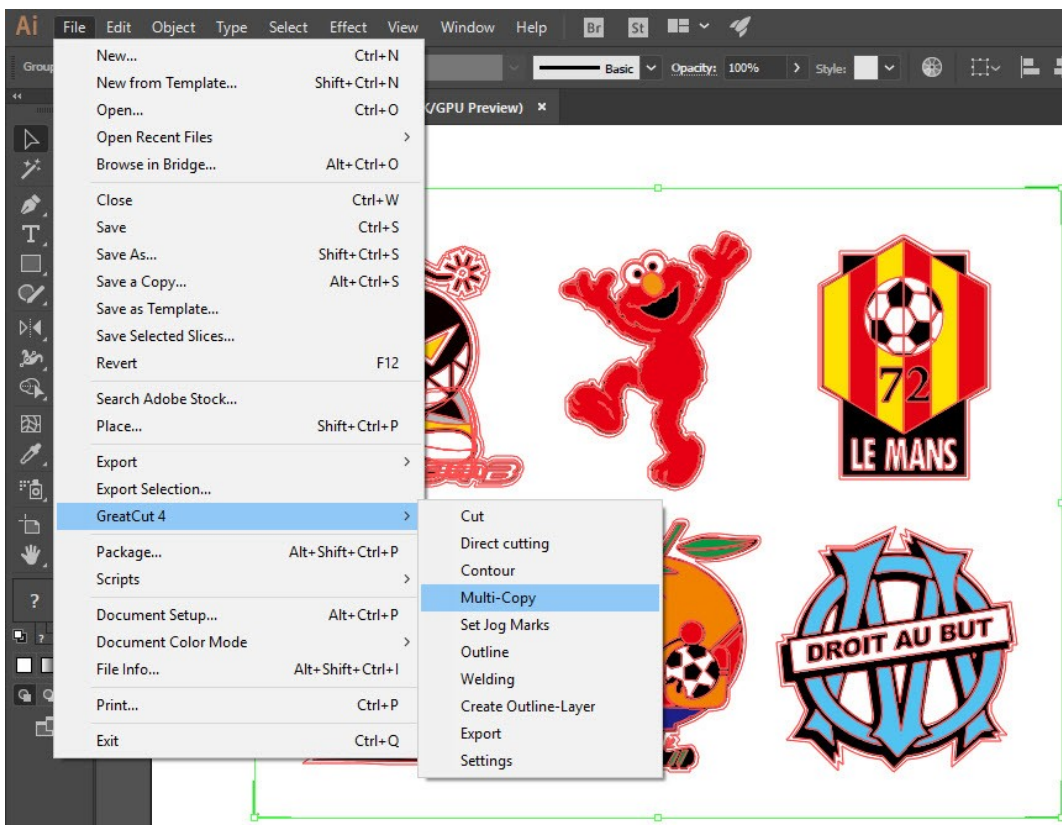 Ai File Edit Object Type Select Effect View Window Help Br St
Group Basic Opacity: 100% Style:
/GPU Preview) ×
New... Ctrl+N
New from Template... Shift+Ctrl+N
Open... Ctrl+O
Open Recent Files
Browse in Bridge... Alt+Ctrl+O
Close Ctrl+W
Save Ctrl+S
Save As... Shift+Ctrl+S
Save a Copy... Alt+Ctrl+S
Save as Template...
Save Selected Slices...
Revert F12
Search Adobe Stock...
Place... Shift+Ctrl+P
Export
Export Selection...
GreatCut 4
Package... Alt+Shift+Ctrl+P
Scripts
Document Setup... Alt+Ctrl+P
Document Color Mode
File Info... Alt+Shift+Ctrl+I
Print... Ctrl+P
Exit Ctrl+Q
Cut
Direct cutting
Contour
Multi-Copy
Set Jog Marks
Outline
Welding
Create Outline-Layer
Export
Settings
72
LE MANS
DROIT AU BUT